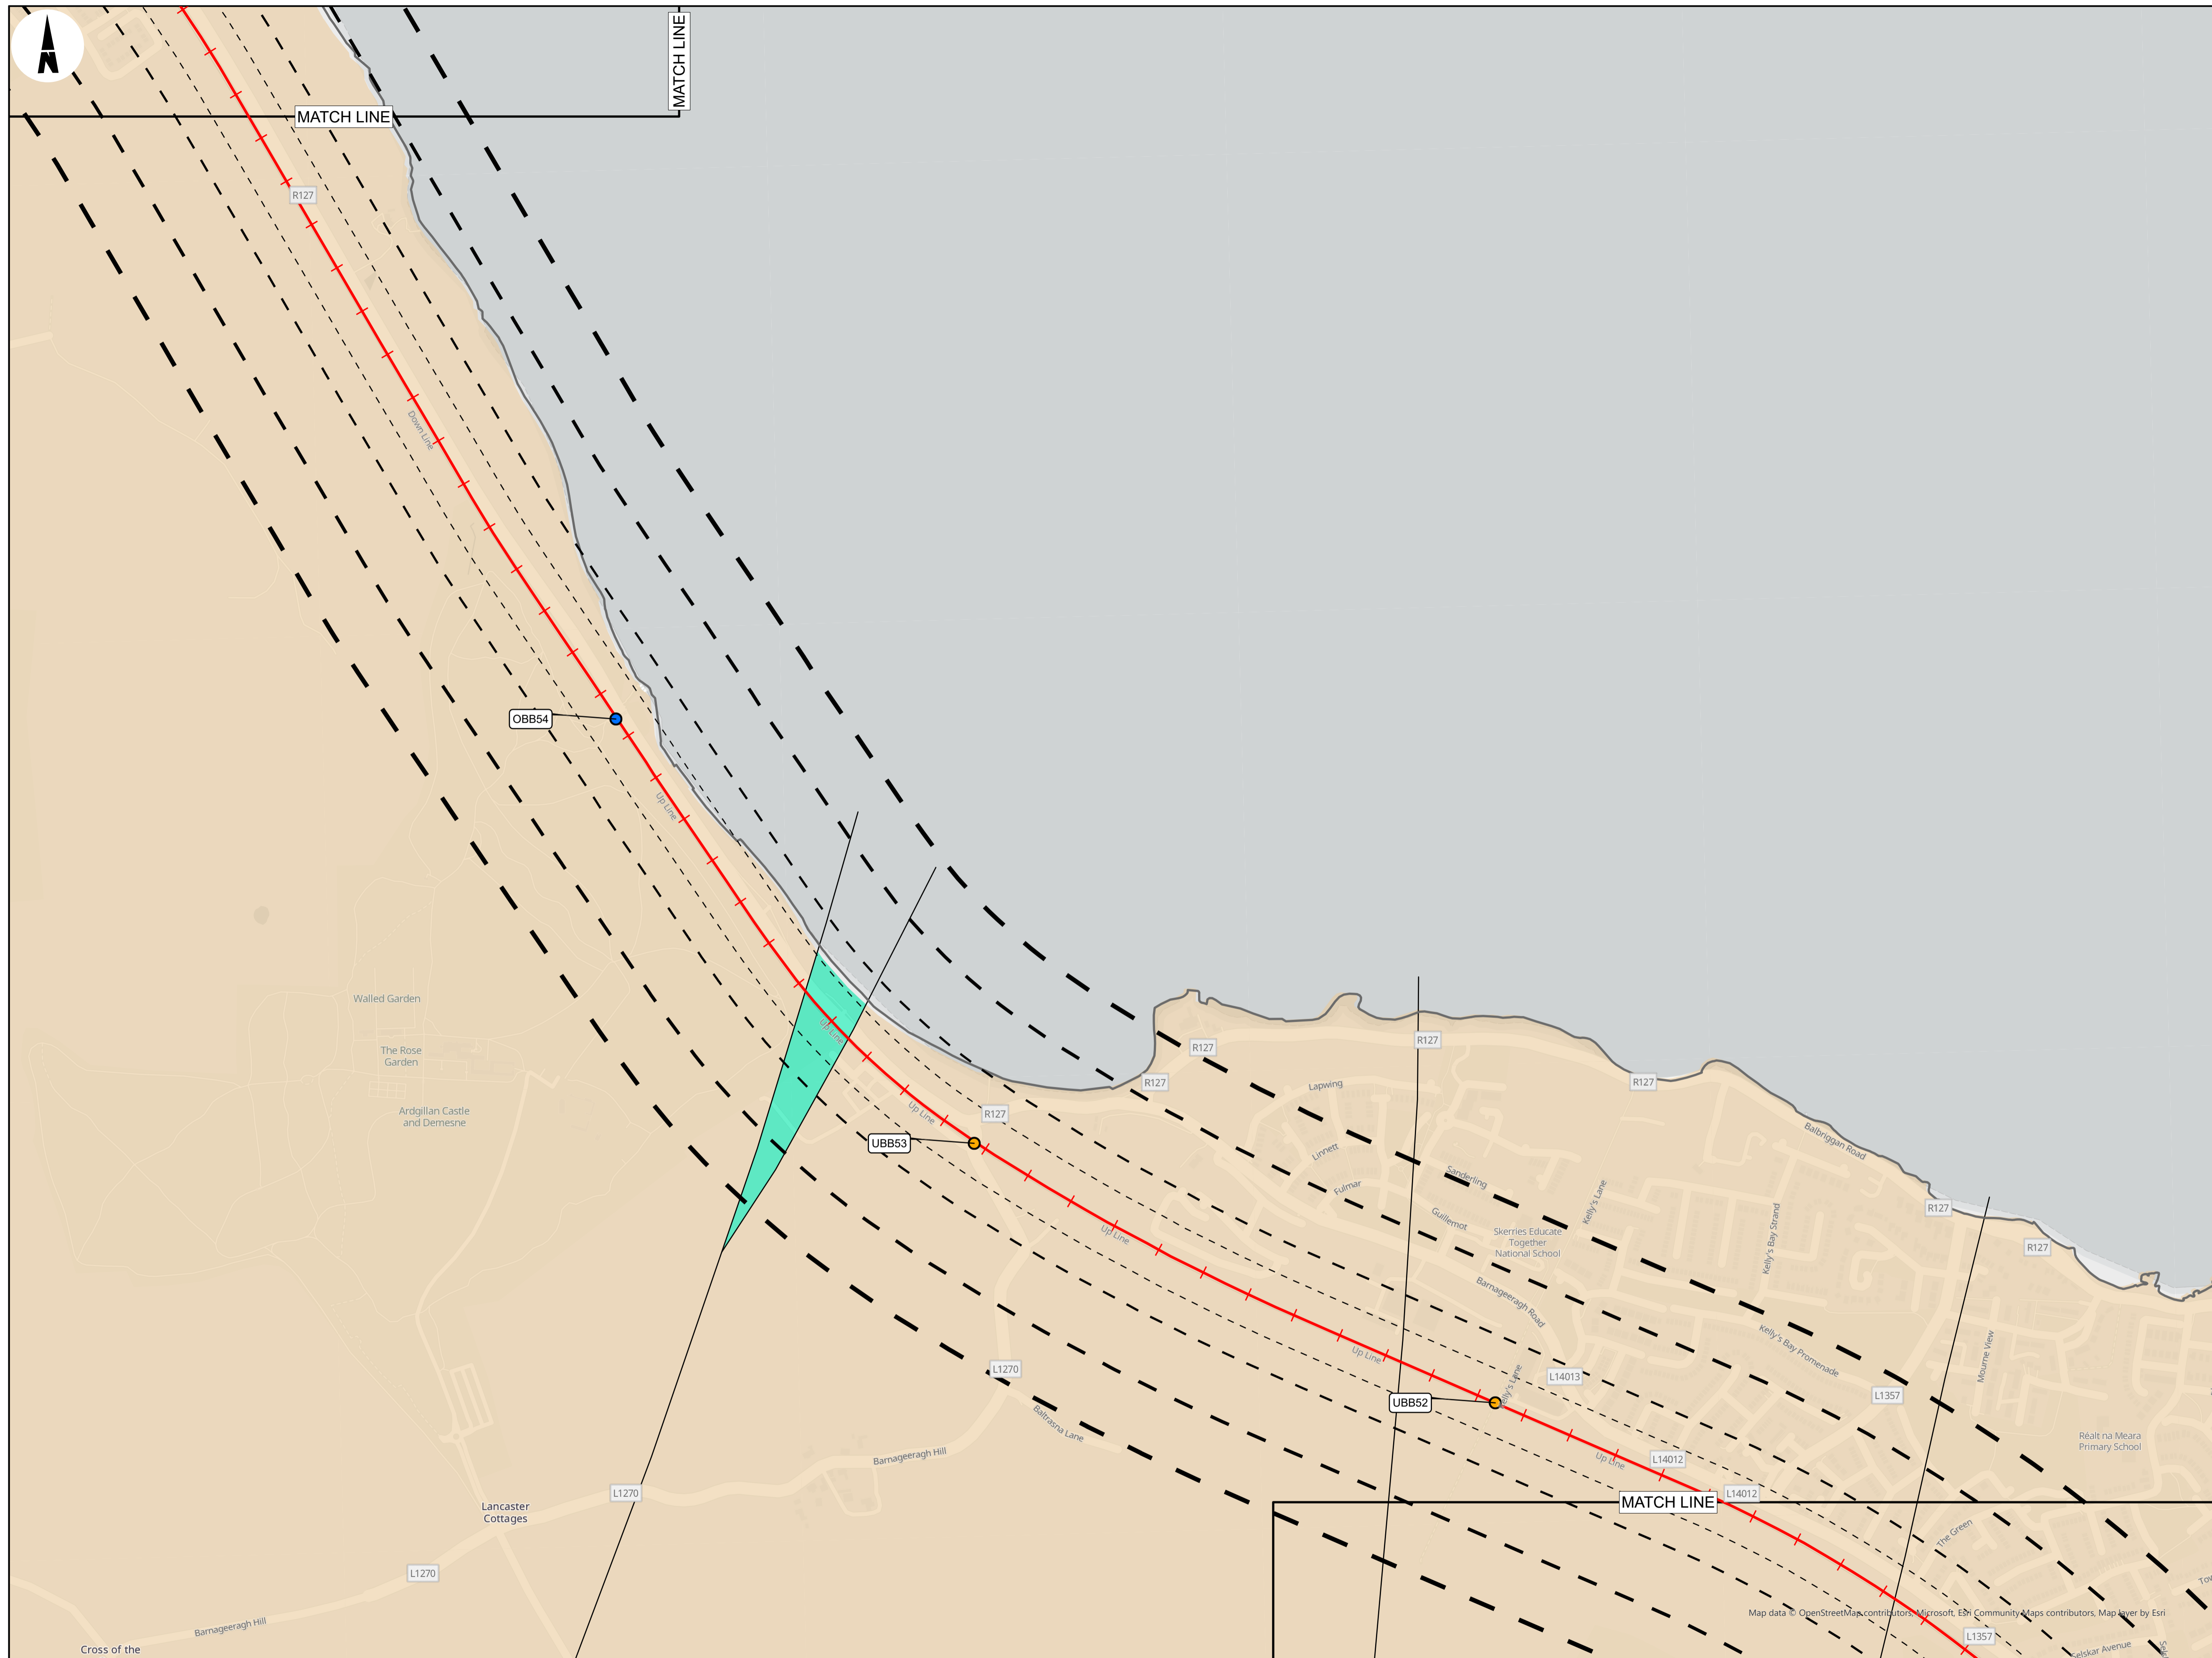 N
MATCH LINE
MATCH LINE
R127
Down Line
OBB54
Up Line
Walled Garden
The Rose
Garden
Ardgillan Castle
and Demesne
Up Line
Up Line
UBB53
R127
R127
R127
R127
R127
Lapwing
Linnett
Fulmar
Sanderling
Guillemot
Skerries Educate
Together
National School
Kelly's Lane
Kelly's Bay Strand
Balbriggan Road
R127
R127
Up Line
Barnageeragh Road
Kelly's Bay Promenade
Mourne View
L1270
Baltrasna Lane
Up Line
UBB52
Kelly's Lane
L14013
L1357
Réalt na Meara
Primary School
Barnageeragh Hill
L1270
Lancaster
Cottages
Up Line
L14012
L14012
MATCH LINE
The Green
L1270
Barnageeragh Hill
Cross of the
Map data © OpenStreetMap contributors, Microsoft, Esri Community Maps contributors, Map layer by Esri
L1357
Selskar Avenue